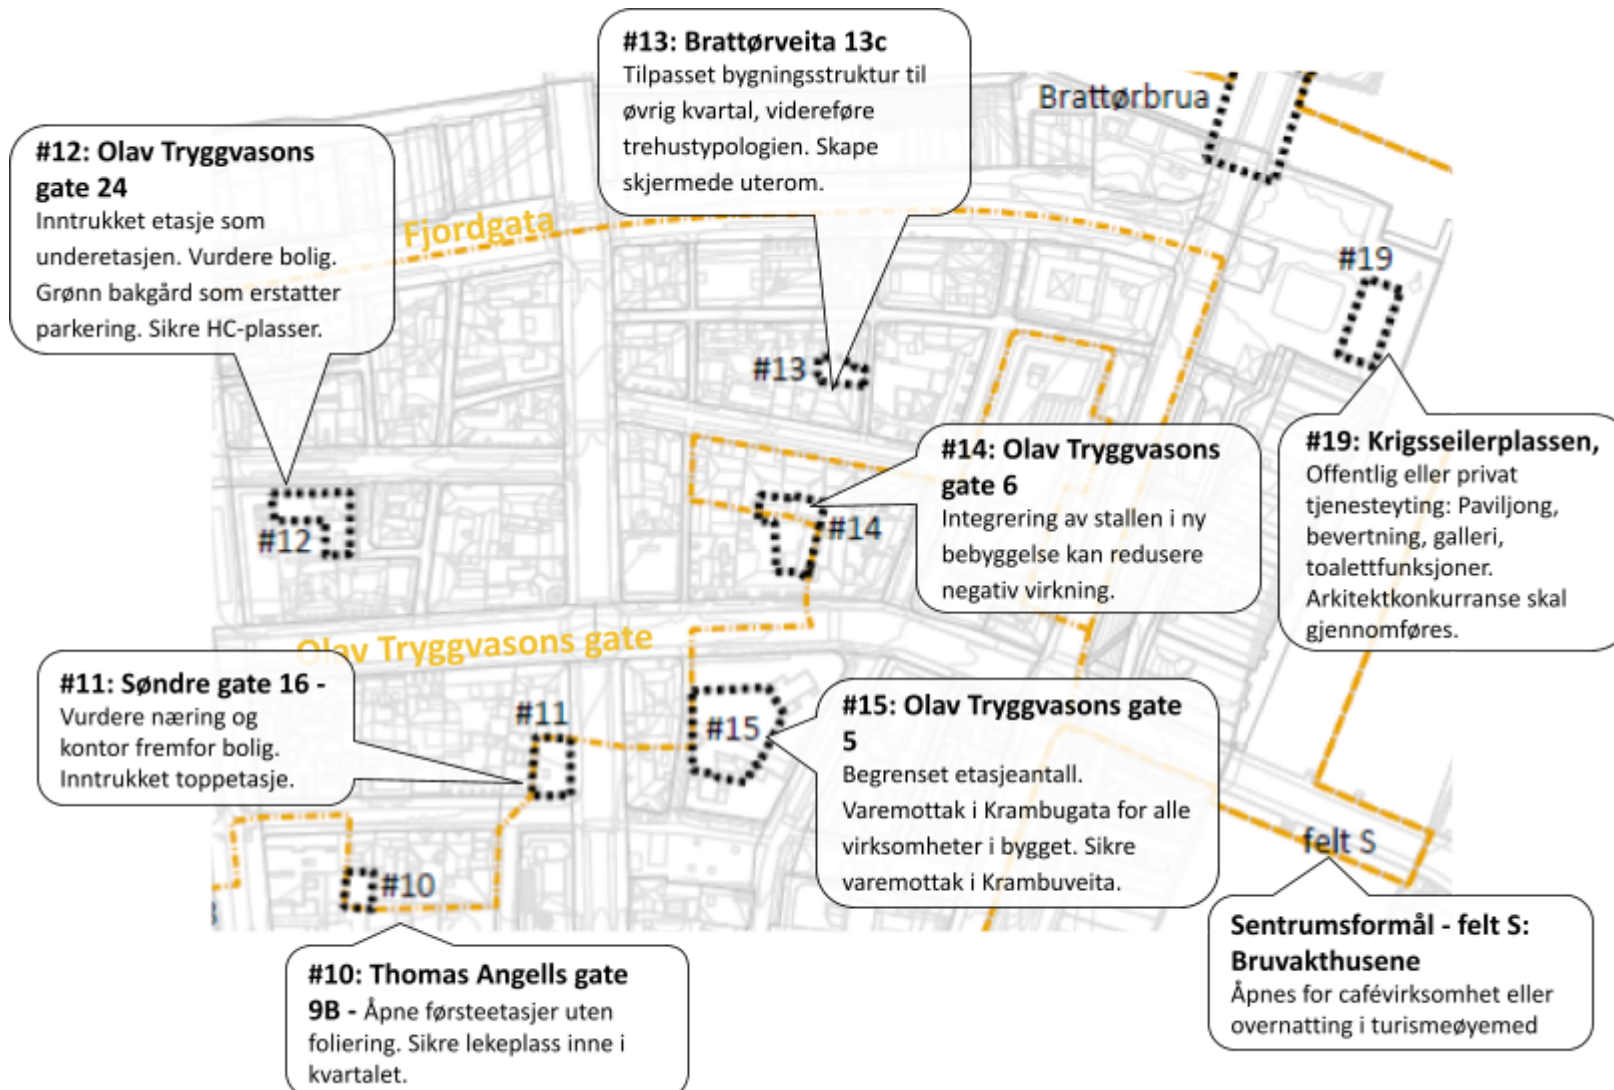 #13: Brattørveita 13c
Tilpasset bygningsstruktur til
øvrig kvartal, videreføre
trehustypologien. Skape
skjermede uterom.
Brattørbrua
#12: Olav Tryggvasons
gate 24
Inntrukket etasje som
underetasjen. Vurdere bolig.
Grønn bakgård som erstatter
parkering. Sikre HC-plasser.
Fjordgata
#19
#13
#14: Olav Tryggvasons
gate 6
Integrering av stallen i ny
bebyggelse kan redusere
negativ virkning.
#19: Krigsseilerplassen,
Offentlig eller privat
tjenesteyting: Paviljong,
bevertning, galleri,
toalettfunksjoner.
Arkitektkonkurranse skal
gjennomføres.
#12
#14
Olav Tryggvasons gate
#11: Søndre gate 16 -
Vurdere næring og
kontor fremfor bolig.
Inntrukket toppetasje.
#11
#15
#15: Olav Tryggvasons gate
5
Begrenset etasjeantall.
Varemottak i Krambugata for alle
virksomheter i bygget. Sikre
varemottak i Krambuveita.
felt S
#10
#10: Thomas Angells gate
9B - Åpne førsteetasjer uten
foliering. Sikre lekeplass inne i
kvartalet.
Sentrumsformål - felt S:
Bruvakthusene
Åpnes for cafévirksomhet eller
overnatting i turismeøyemed